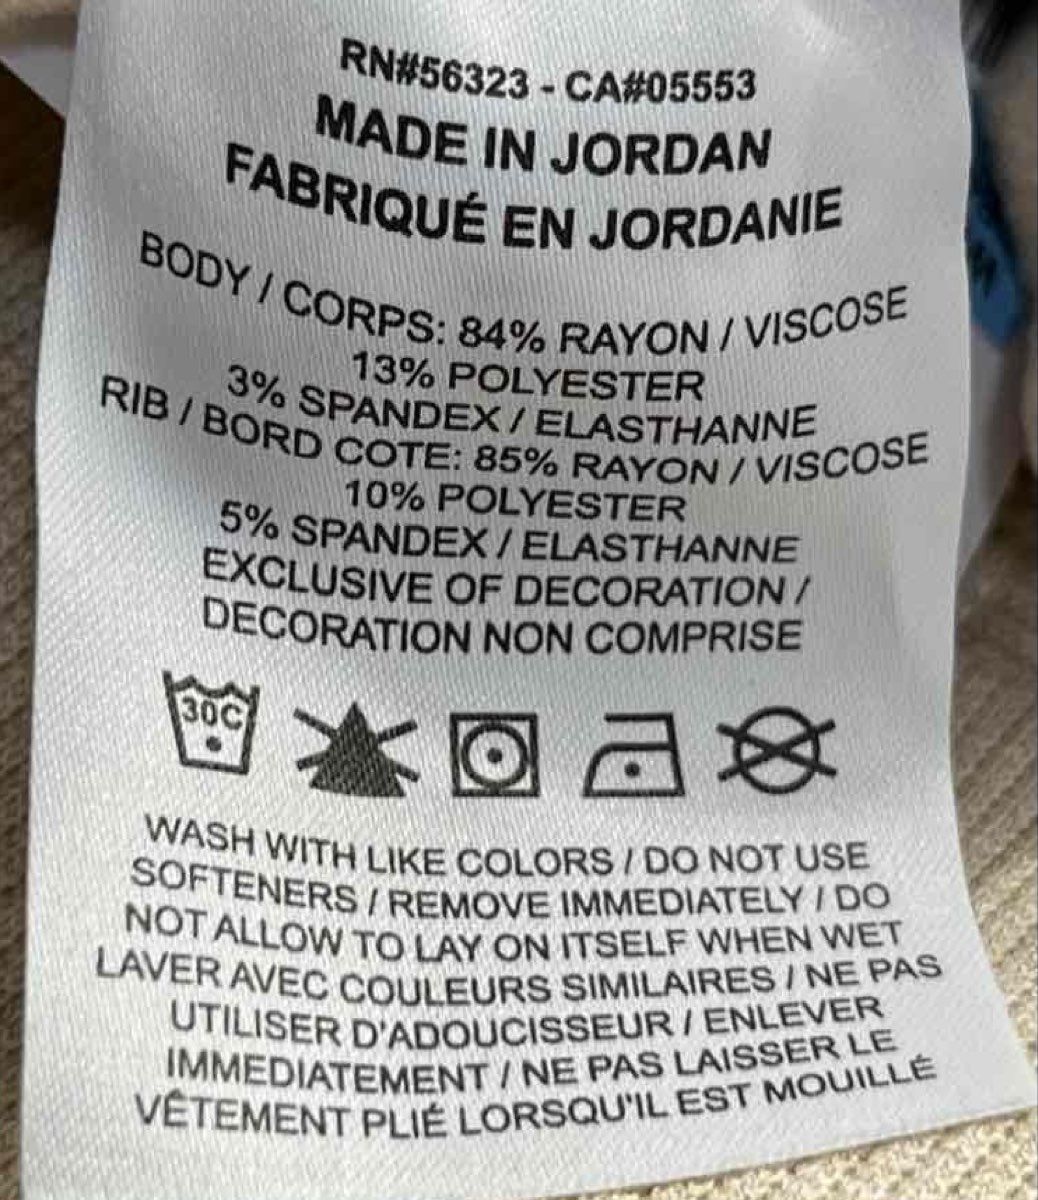 RN#56323 - CA#05553
MADE IN JORDAN
FABRIQUÉ EN JORDANIE
BODY / CORPS: 84% RAYON / VISCOSE
13% POLYESTER
3% SPANDEX / ELASTHANNE
RIB / BORD COTE: 85% RAYON / VISCOSE
10% POLYESTER
5% SPANDEX / ELASTHANNE
EXCLUSIVE OF DECORATION /
DECORATION NON COMPRISE
30C
WASH WITH LIKE COLORS / DO NOT USE
SOFTENERS / REMOVE IMMEDIATELY / DO
NOT ALLOW TO LAY ON ITSELF WHEN WET
LAVER AVEC COULEURS SIMILAIRES / NE PAS
UTILISER D'ADOUCISSEUR / ENLEVER
IMMEDIATEMENT / NE PAS LAISSER LE
VÊTEMENT PLIÉ LORSQU'IL EST MOUILLÉ